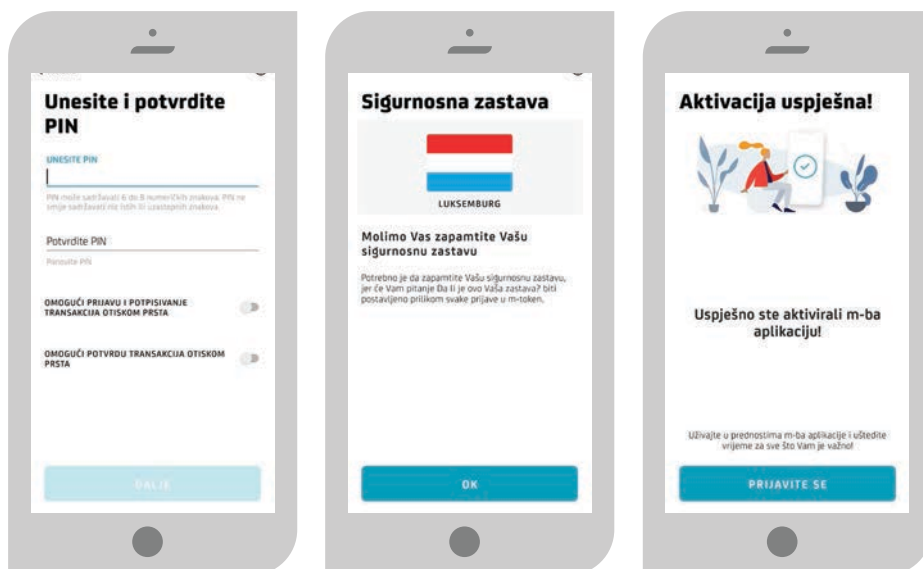 Unesite i potvrdite
PIN
UNESITE PIN
PIN može sadržavati 6 do 8 numeričkih znakova. PIN ne
smije sadržavati niz istih ili uzastopnih znakova.
Potvrdite PIN
Ponovite PIN
OMOGUĆI PRIJAVU I POTPISIVANJE
TRANSAKCIJA OTISKOM PRSTA
OMOGUĆI POTVRDU TRANSAKCIJA OTISKOM
PRSTA
DALJE
Sigurnosna zastava
LUKSEMBURG
Molimo Vas zapamtite Vašu
sigurnosnu zastavu
Potrebno je da zapamtite Vašu sigurnosnu zastavu,
jer će Vam pitanje Da li je ovo Vaša zastava? biti
postavljeno prilikom svake prijave u m-token.
OK
Aktivacija uspješna!
Uspješno ste aktivirali m-ba
aplikaciju!
Uživajte u prednostima m-ba aplikacije i uštedite
vrijeme za sve što Vam je važno!
PRIJAVITE SE